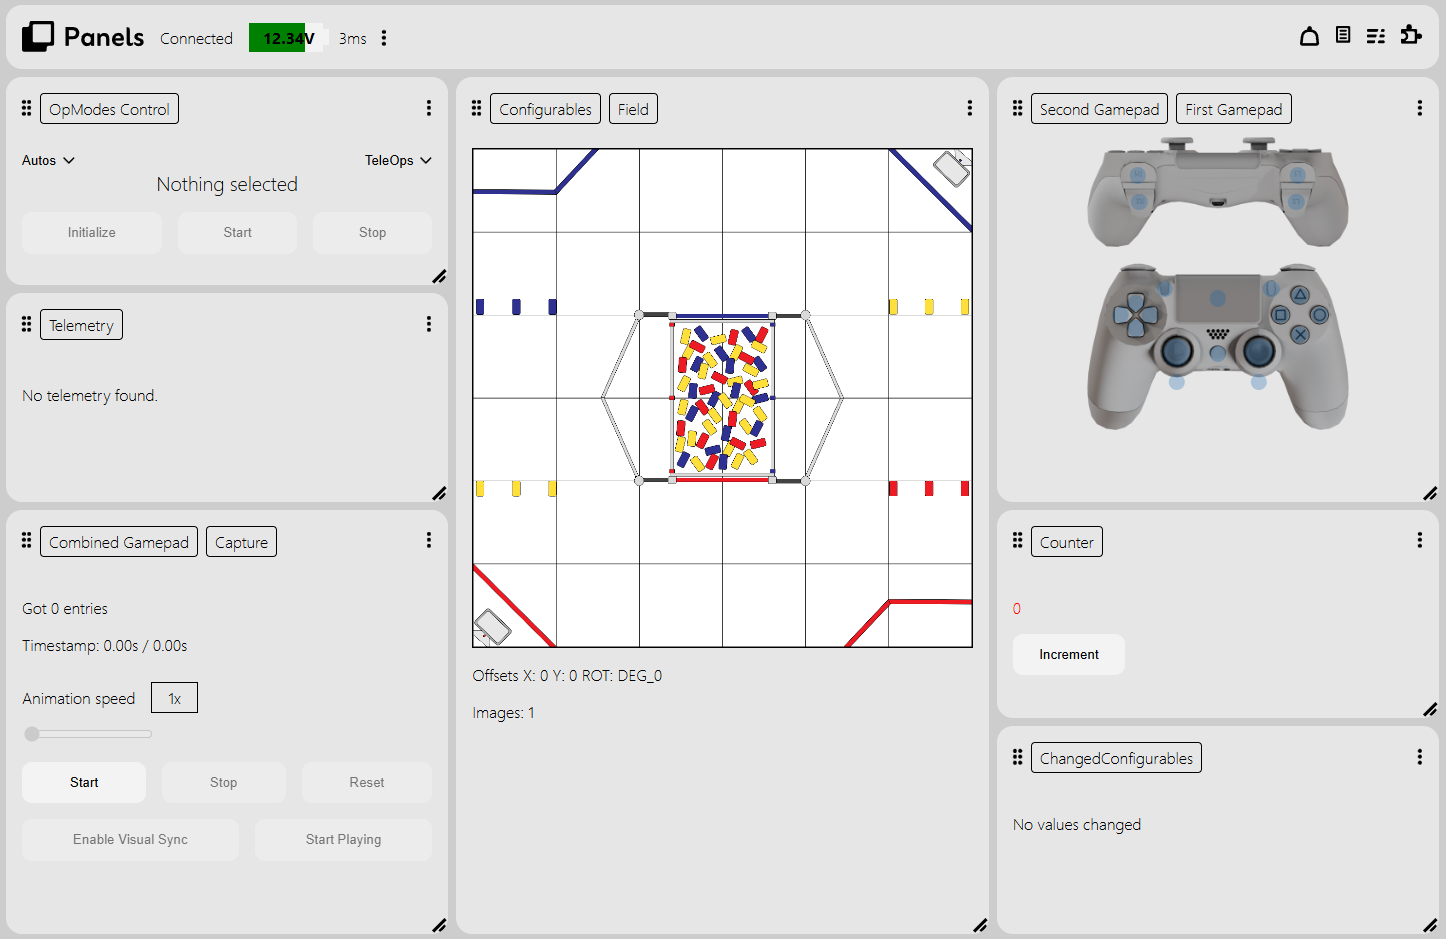 Panels Connected 12.34V 3ms
OpModes Control
Autos TeleOps
Nothing selected
Initialize Start Stop
Telemetry
No telemetry found.
Combined Gamepad Capture
Got 0 entries
Timestamp: 0.00s / 0.00s
Animation speed 1x
Start Stop Reset
Enable Visual Sync Start Playing
Configurables Field
Offsets X: 0 Y: 0 ROT: DEG_0
Images: 1
Second Gamepad First Gamepad
Counter
0
Increment
ChangedConfigurables
No values changed